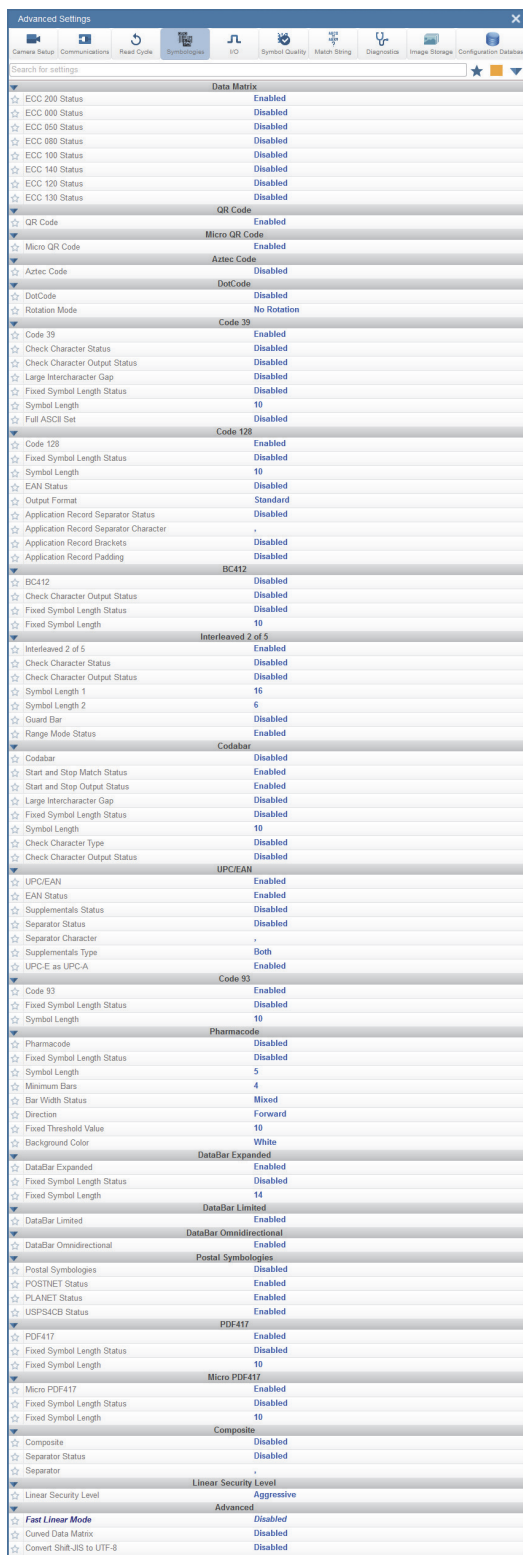 Advanced Settings
Camera Setup Communications Read Cycle Symbologies I/O Symbol Quality Match String Diagnostics Image Storage Configuration Databas
Search for settings
Data Matrix
ECC 200 Status Enabled
ECC 000 Status Disabled
ECC 050 Status Disabled
ECC 080 Status Disabled
ECC 100 Status Disabled
ECC 140 Status Disabled
ECC 120 Status Disabled
ECC 130 Status Disabled
QR Code
QR Code Enabled
Micro QR Code
Micro QR Code Enabled
Aztec Code
Aztec Code Disabled
DotCode
DotCode Disabled
Rotation Mode No Rotation
Code 39
Code 39 Enabled
Check Character Status Disabled
Check Character Output Status Disabled
Large Intercharacter Gap Disabled
Fixed Symbol Length Status Disabled
Symbol Length 10
Full ASCII Set Disabled
Code 128
Code 128 Enabled
Fixed Symbol Length Status Disabled
Symbol Length 10
EAN Status Disabled
Output Format Standard
Application Record Separator Status Disabled
Application Record Separator Character ,
Application Record Brackets Disabled
Application Record Padding Disabled
BC412
BC412 Disabled
Check Character Output Status Disabled
Fixed Symbol Length Status Disabled
Fixed Symbol Length 10
Interleaved 2 of 5
Interleaved 2 of 5 Enabled
Check Character Status Disabled
Check Character Output Status Disabled
Symbol Length 1 16
Symbol Length 2 6
Guard Bar Disabled
Range Mode Status Enabled
Codabar
Codabar Disabled
Start and Stop Match Status Enabled
Start and Stop Output Status Enabled
Large Intercharacter Gap Disabled
Fixed Symbol Length Status Disabled
Symbol Length 10
Check Character Type Disabled
Check Character Output Status Disabled
UPC/EAN
UPC/EAN Enabled
EAN Status Enabled
Supplementals Status Disabled
Separator Status Disabled
Separator Character ,
Supplementals Type Both
UPC-E as UPC-A Enabled
Code 93
Code 93 Enabled
Fixed Symbol Length Status Disabled
Symbol Length 10
Pharmacode
Pharmacode Disabled
Fixed Symbol Length Status Disabled
Symbol Length 5
Minimum Bars 4
Bar Width Status Mixed
Direction Forward
Fixed Threshold Value 10
Background Color White
DataBar Expanded
DataBar Expanded Enabled
Fixed Symbol Length Status Disabled
Fixed Symbol Length 14
DataBar Limited
DataBar Limited Enabled
DataBar Omnidirectional
DataBar Omnidirectional Enabled
Postal Symbologies
Postal Symbologies Disabled
POSTNET Status Enabled
PLANET Status Enabled
USPS4CB Status Enabled
PDF417
PDF417 Enabled
Fixed Symbol Length Status Disabled
Fixed Symbol Length 10
Micro PDF417
Micro PDF417 Enabled
Fixed Symbol Length Status Disabled
Fixed Symbol Length 10
Composite
Composite Disabled
Separator Status Disabled
Separator ,
Linear Security Level
Linear Security Level Aggressive
Advanced
Fast Linear Mode Disabled
Curved Data Matrix Disabled
Convert Shift-JIS to UTF-8 Disabled